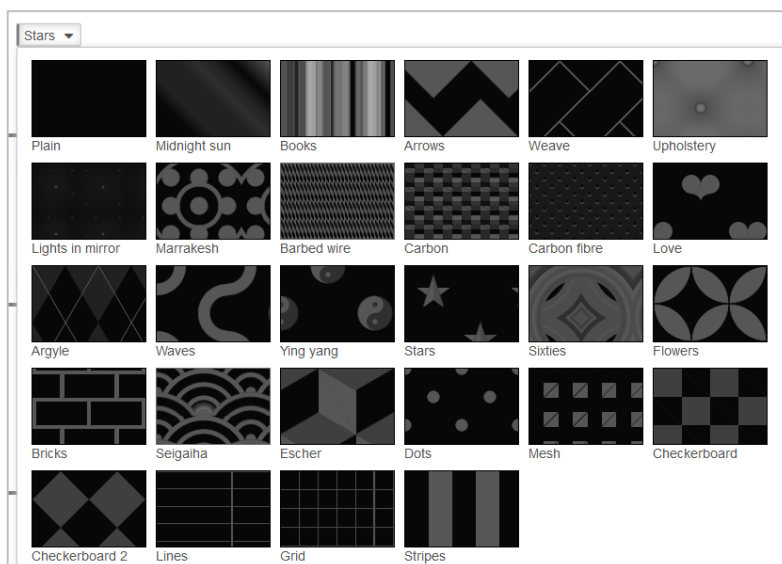 Stars
Plain Midnight sun Books Arrows Weave Upholstery
Lights in mirror Marrakesh Barbed wire Carbon Carbon fibre Love
Argyle Waves Ying yang Stars Sixties Flowers
Bricks Seigaiha Escher Dots Mesh Checkerboard
Checkerboard 2 Lines Grid Stripes